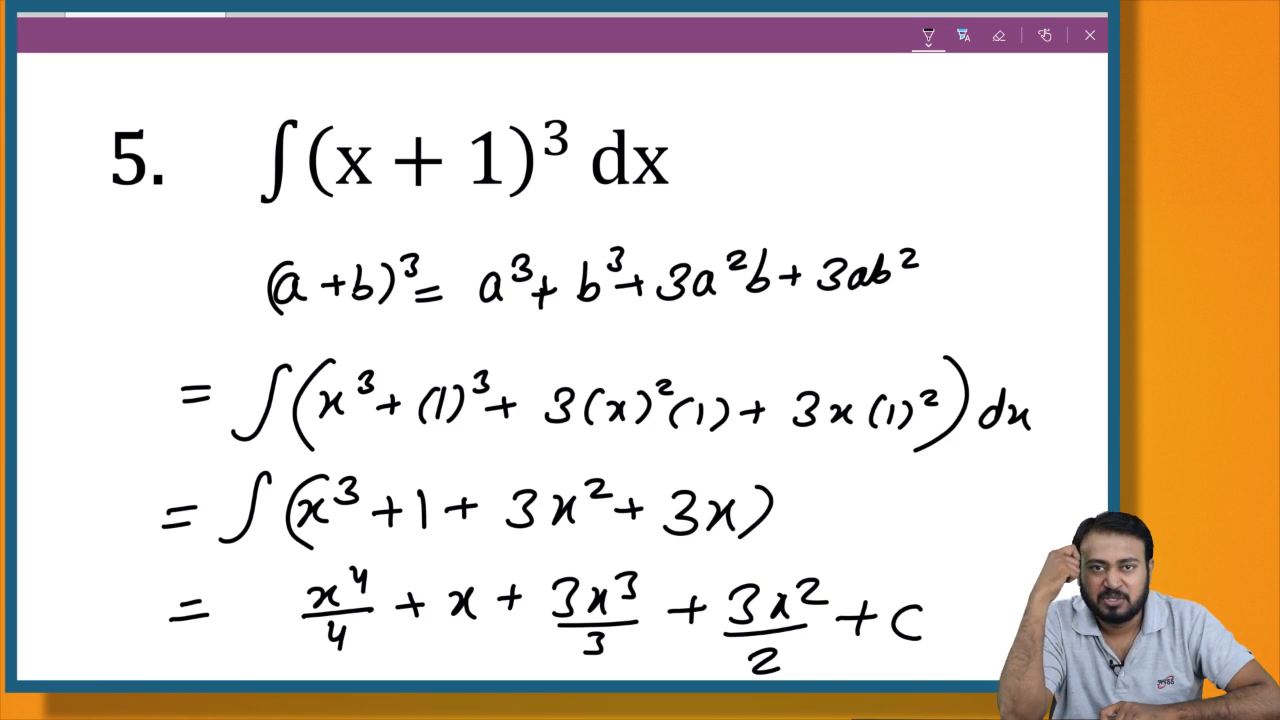 5. ∫(x + 1)³ dx
(a + b)³ = a³ + b³ + 3a²b + 3ab²
= ∫(x³ + (1)³ + 3(x)²(1) + 3x(1)²) dx
= ∫(x³ + 1 + 3x² + 3x)
= x⁴/4 + x + 3x³/3 + 3x²/2 + c